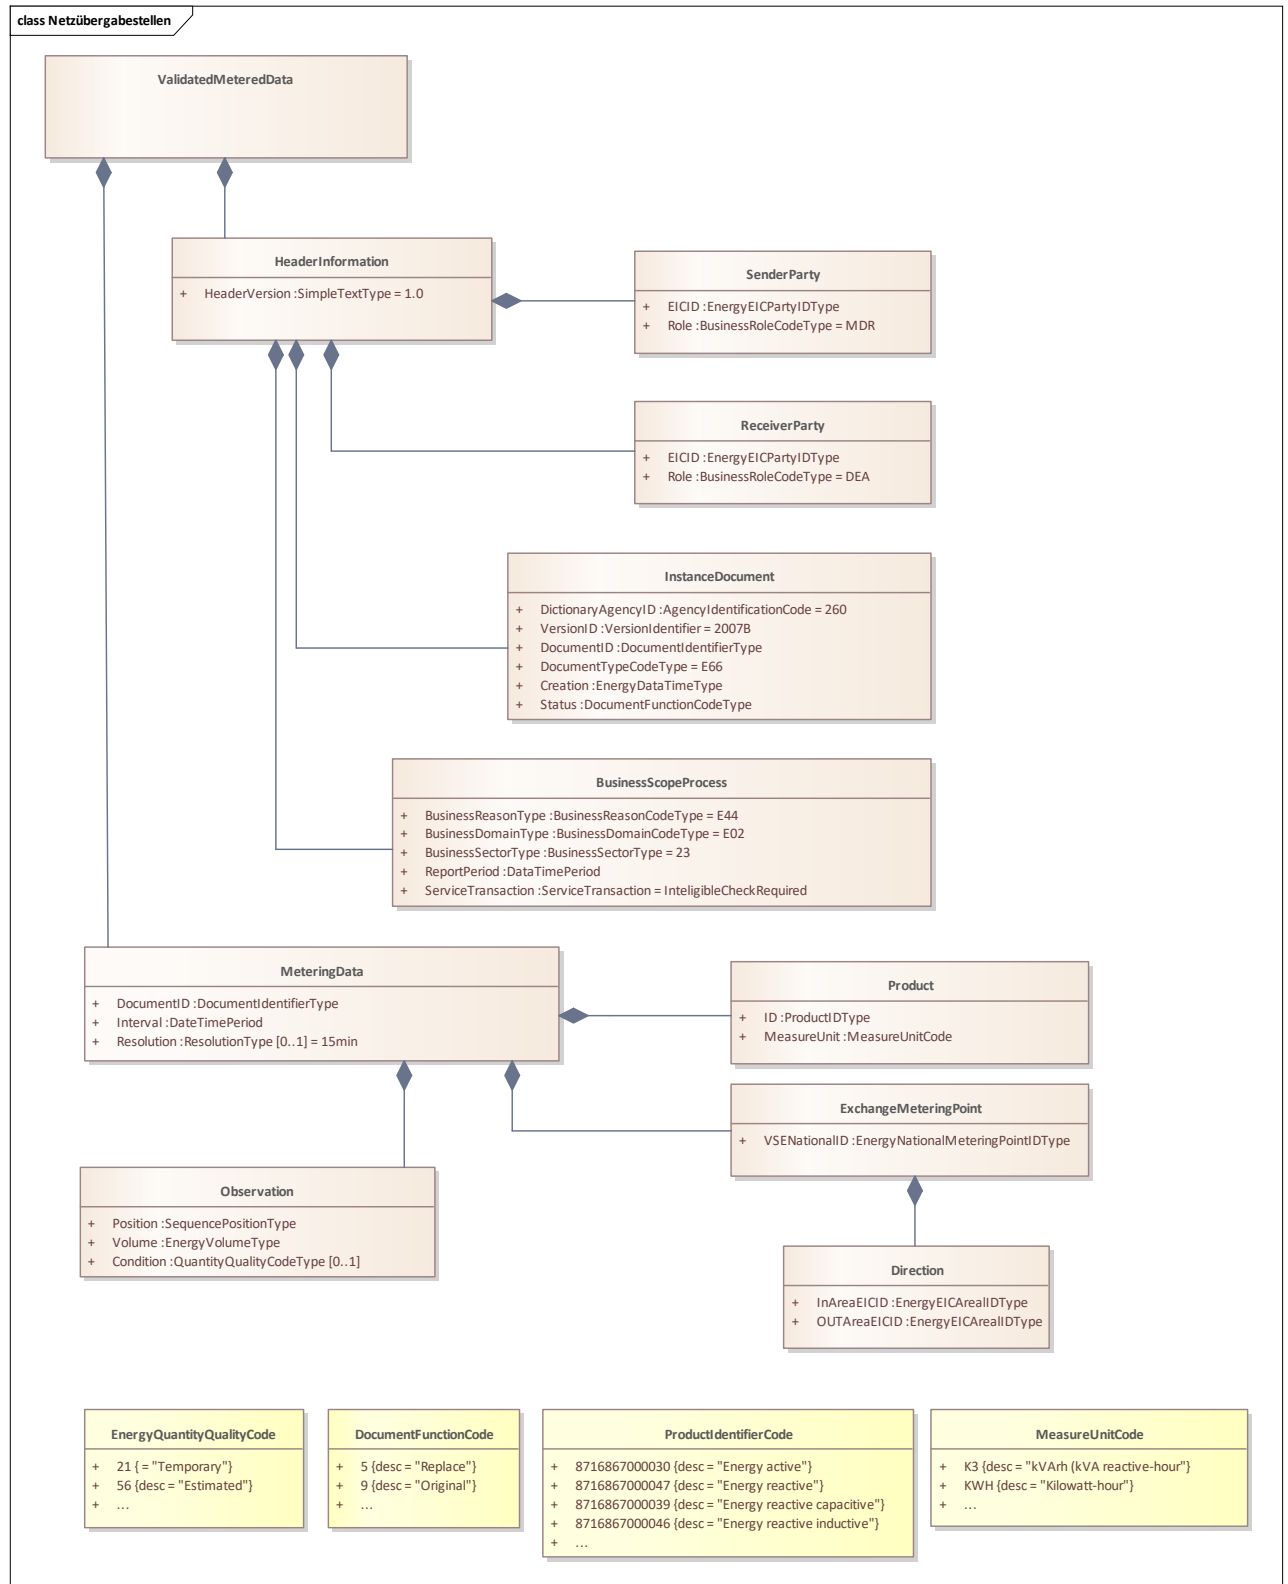 class Netzübergabestellen
ValidatedMeteredData
HeaderInformation
+ HeaderVersion :SimpleTextType = 1.0
SenderParty
+ EICID :EnergyEICPartyIDType
+ Role :BusinessRoleCodeType = MDR
ReceiverParty
+ EICID :EnergyEICPartyIDType
+ Role :BusinessRoleCodeType = DEA
InstanceDocument
+ DictionaryAgencyID :AgencyIdentificationCode = 260
+ VersionID :VersionIdentifier = 2007B
+ DocumentID :DocumentIdentifierType
+ DocumentTypeCodeType = E66
+ Creation :EnergyDataTimeType
+ Status :DocumentFunctionCodeType
BusinessScopeProcess
+ BusinessReasonType :BusinessReasonCodeType = E44
+ BusinessDomainType :BusinessDomainCodeType = E02
+ BusinessSectorType :BusinessSectorType = 23
+ ReportPeriod :DataTimePeriod
+ ServiceTransaction :ServiceTransaction = InteligibleCheckRequired
MeteringData
+ DocumentID :DocumentIdentifierType
+ Interval :DateTimePeriod
+ Resolution :ResolutionType [0..1] = 15min
Product
+ ID :ProductIDType
+ MeasureUnit :MeasureUnitCode
ExchangeMeteringPoint
+ VSENationalID :EnergyNationalMeteringPointIDType
Observation
+ Position :SequencePositionType
+ Volume :EnergyVolumeType
+ Condition :QuantityQualityCodeType [0..1]
Direction
+ InAreaEICID :EnergyEICArealIDType
+ OUTAreaEICID :EnergyEICArealIDType
EnergyQuantityQualityCode
+ 21 { = "Temporary"}
+ 56 {desc = "Estimated"}
+ ...
DocumentFunctionCode
+ 5 {desc = "Replace"}
+ 9 {desc = "Original"}
+ ...
ProductIdentifierCode
+ 8716867000030 {desc = "Energy active"}
+ 8716867000047 {desc = "Energy reactive"}
+ 8716867000039 {desc = "Energy reactive capacitive"}
+ 8716867000046 {desc = "Energy reactive inductive"}
+ ...
MeasureUnitCode
+ K3 {desc = "kVArh (kVA reactive-hour"}
+ KWH {desc = "Kilowatt-hour"}
+ ...